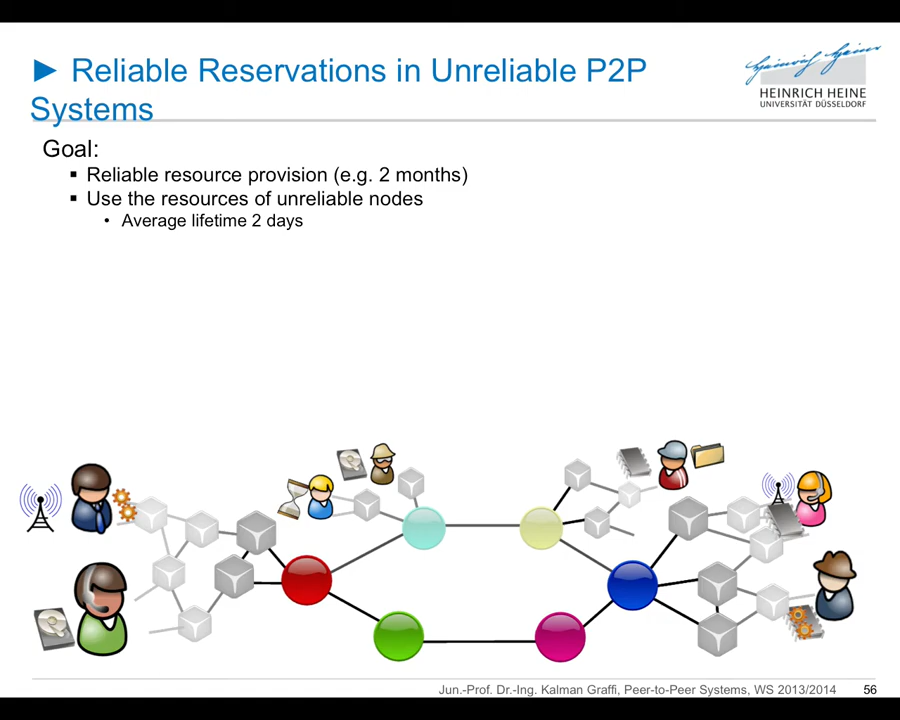 ► Reliable Reservations in Unreliable P2P
Systems
Heinrich Heine
HEINRICH HEINE
UNIVERSITÄT DÜSSELDORF
Goal:
▪ Reliable resource provision (e.g. 2 months)
▪ Use the resources of unreliable nodes
• Average lifetime 2 days
Jun.-Prof. Dr.-Ing. Kalman Graffi, Peer-to-Peer Systems, WS 2013/2014 56